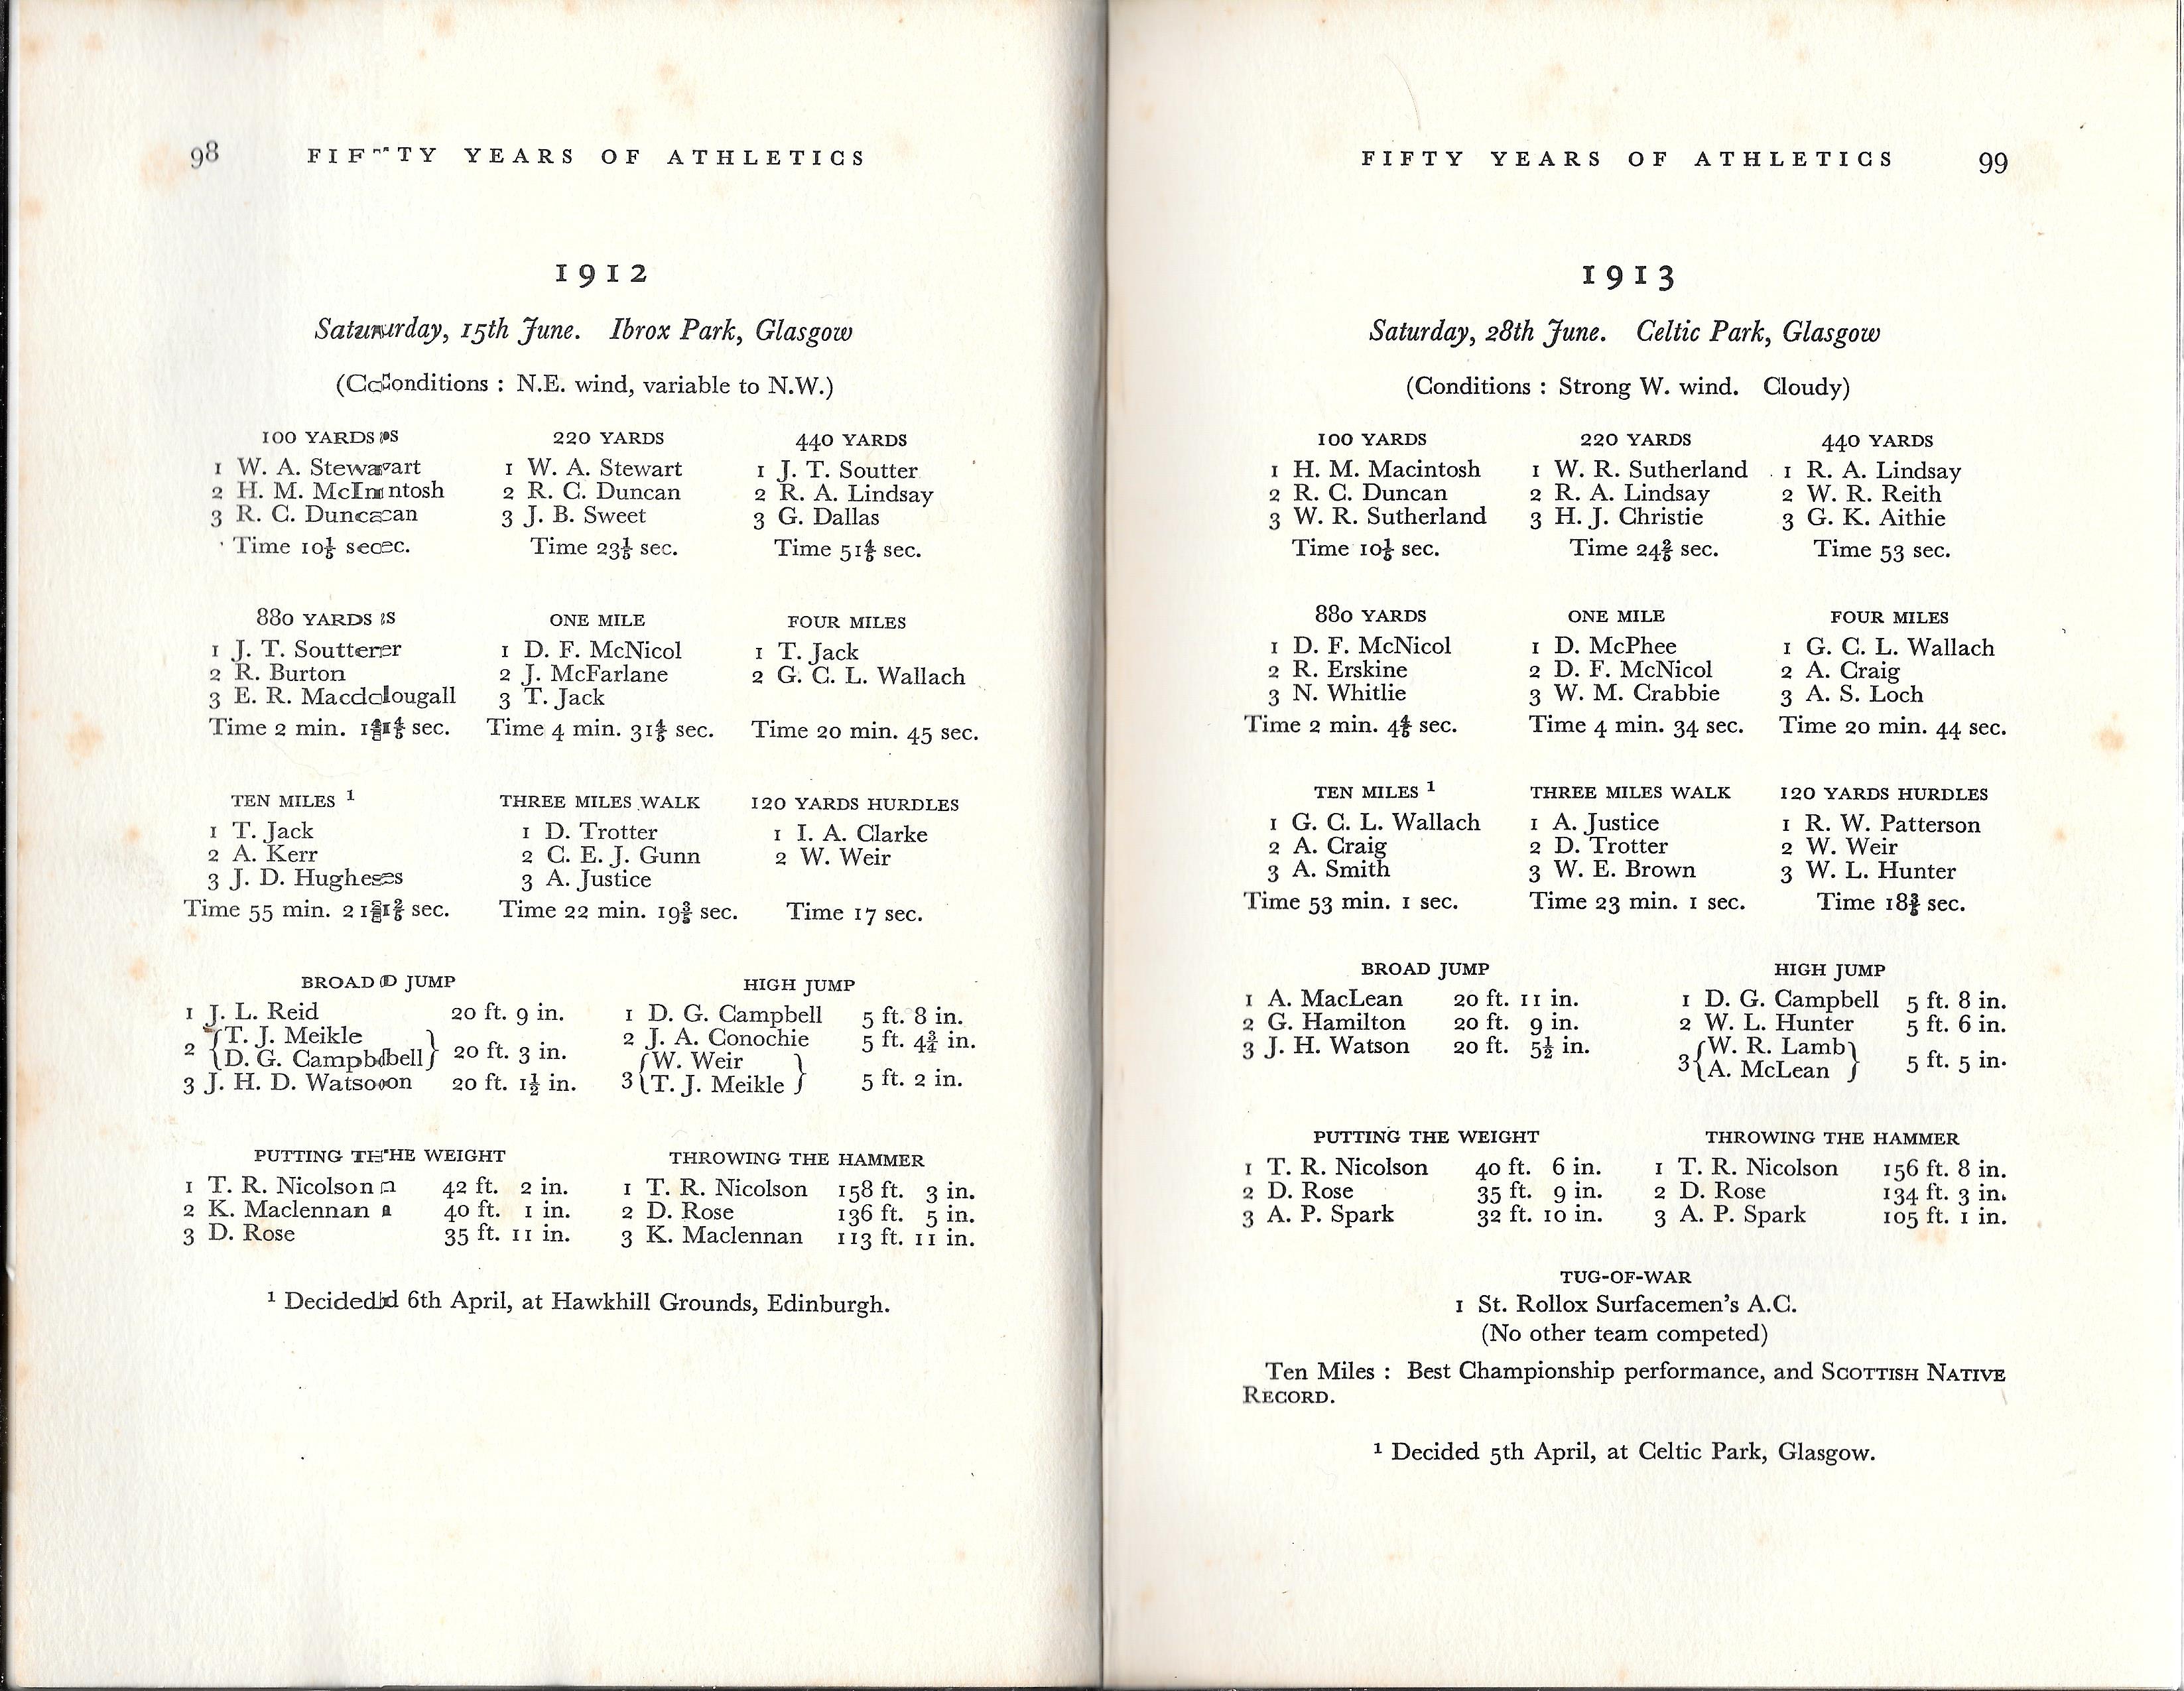 98 FIFTY YEARS OF ATHLETICS
1912
Saturday, 15th June. Ibrox Park, Glasgow
(Conditions : N.E. wind, variable to N.W.)
100 YARDS 220 YARDS 440 YARDS
1 W. A. Stewart 1 W. A. Stewart 1 J. T. Soutter
2 H. M. McIntosh 2 R. C. Duncan 2 R. A. Lindsay
3 R. C. Duncan 3 J. B. Sweet 3 G. Dallas
Time 10⅕ sec. Time 23⅕ sec. Time 51⅘ sec.
880 YARDS ONE MILE FOUR MILES
1 J. T. Soutter 1 D. F. McNicol 1 T. Jack
2 R. Burton 2 J. McFarlane 2 G. C. L. Wallach
3 E. R. Macdougall 3 T. Jack
Time 2 min. 1⅘ sec. Time 4 min. 31⅘ sec. Time 20 min. 45 sec.
TEN MILES ¹ THREE MILES WALK 120 YARDS HURDLES
1 T. Jack 1 D. Trotter 1 I. A. Clarke
2 A. Kerr 2 C. E. J. Gunn 2 W. Weir
3 J. D. Hughes 3 A. Justice
Time 55 min. 21⅗ sec. Time 22 min. 19⅗ sec. Time 17 sec.
BROAD JUMP HIGH JUMP
1 J. L. Reid 20 ft. 9 in. 1 D. G. Campbell 5 ft. 8 in.
2 {T. J. Meikle 2 J. A. Conochie 5 ft. 4¾ in.
{D. G. Campbell} 20 ft. 3 in. 3 {W. Weir
3 J. H. D. Watson 20 ft. 1½ in. {T. J. Meikle} 5 ft. 2 in.
PUTTING THE WEIGHT THROWING THE HAMMER
1 T. R. Nicolson 42 ft. 2 in. 1 T. R. Nicolson 158 ft. 3 in.
2 K. Maclennan 40 ft. 1 in. 2 D. Rose 136 ft. 5 in.
3 D. Rose 35 ft. 11 in. 3 K. Maclennan 113 ft. 11 in.
¹ Decided 6th April, at Hawkhill Grounds, Edinburgh.
FIFTY YEARS OF ATHLETICS 99
1913
Saturday, 28th June. Celtic Park, Glasgow
(Conditions : Strong W. wind. Cloudy)
100 YARDS 220 YARDS 440 YARDS
1 H. M. Macintosh 1 W. R. Sutherland 1 R. A. Lindsay
2 R. C. Duncan 2 R. A. Lindsay 2 W. R. Reith
3 W. R. Sutherland 3 H. J. Christie 3 G. K. Aithie
Time 10⅕ sec. Time 24⅖ sec. Time 53 sec.
880 YARDS ONE MILE FOUR MILES
1 D. F. McNicol 1 D. McPhee 1 G. C. L. Wallach
2 R. Erskine 2 D. F. McNicol 2 A. Craig
3 N. Whitlie 3 W. M. Crabbie 3 A. S. Loch
Time 2 min. 4⅘ sec. Time 4 min. 34 sec. Time 20 min. 44 sec.
TEN MILES ¹ THREE MILES WALK 120 YARDS HURDLES
1 G. C. L. Wallach 1 A. Justice 1 R. W. Patterson
2 A. Craig 2 D. Trotter 2 W. Weir
3 A. Smith 3 W. E. Brown 3 W. L. Hunter
Time 53 min. 1 sec. Time 23 min. 1 sec. Time 18⅗ sec.
BROAD JUMP HIGH JUMP
1 A. MacLean 20 ft. 11 in. 1 D. G. Campbell 5 ft. 8 in.
2 G. Hamilton 20 ft. 9 in. 2 W. L. Hunter 5 ft. 6 in.
3 J. H. Watson 20 ft. 5½ in. 3 {W. R. Lamb}
{A. McLean} 5 ft. 5 in.
PUTTING THE WEIGHT THROWING THE HAMMER
1 T. R. Nicolson 40 ft. 6 in. 1 T. R. Nicolson 156 ft. 8 in.
2 D. Rose 35 ft. 9 in. 2 D. Rose 134 ft. 3 in.
3 A. P. Spark 32 ft. 10 in. 3 A. P. Spark 105 ft. 1 in.
TUG-OF-WAR
1 St. Rollox Surfacemen's A.C.
(No other team competed)
Ten Miles : Best Championship performance, and SCOTTISH NATIVE
RECORD.
¹ Decided 5th April, at Celtic Park, Glasgow.